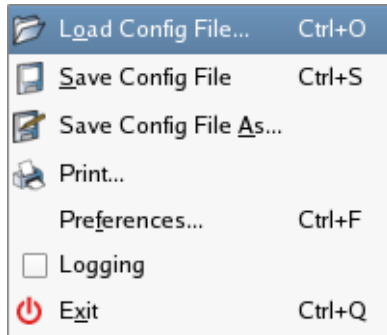 Load Config File... Ctrl+O
Save Config File Ctrl+S
Save Config File As...
Print...
Preferences... Ctrl+F
Logging
Exit Ctrl+Q